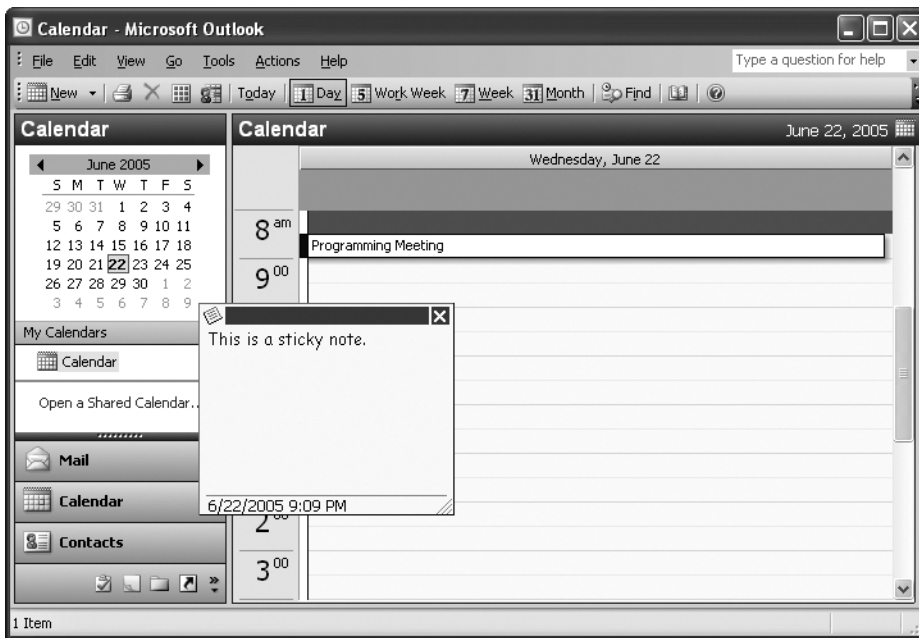 Calendar - Microsoft Outlook
File Edit View Go Tools Actions Help Type a question for help
New Today 1 Day 5 Work Week 7 Week 31 Month Find
Calendar
Calendar June 22, 2005
June 2005
S M T W T F S
29 30 31 1 2 3 4
5 6 7 8 9 10 11
12 13 14 15 16 17 18
19 20 21 22 23 24 25
26 27 28 29 30 1 2
3 4 5 6 7 8 9
My Calendars
Calendar
Open a Shared Calendar..
Mail
Calendar
Contacts
Wednesday, June 22
8 am
Programming Meeting
9 00
This is a sticky note.
6/22/2005 9:09 PM
2 00
3 00
1 Item